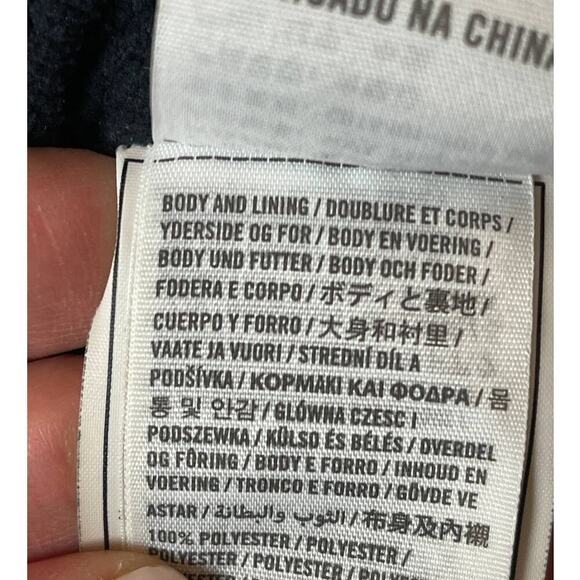 NA CHINA
BODY AND LINING / DOUBLURE ET CORPS /
YDERSIDE OG FOR / BODY EN VOERING /
BODY UND FUTTER / BODY OCH FODER /
FODERA E CORPO / ボディと裏地 /
CUERPO Y FORRO / 大身和衬里 /
VAATE JA VUORI / STREDNÍ DÍL A
PODŠÍVKA / ΚΟΡΜΑΚΙ ΚΑΙ ΦΟΔΡΑ / 몸
통 및 안감 / GLÓWNA CZESC I
PODSZEWKA / KÜLSO ÉS BÉLÉS / OVERDEL
OG FÔRING / BODY E FORRO / INHOUD EN
VOERING / TRONCO E FORRO / GÖVDE VE
ASTAR / الثوب والبطانة / 布身及內襯
100% POLYESTER / POLYESTER /
POLYESTER / POLYESTER / POLYESTER